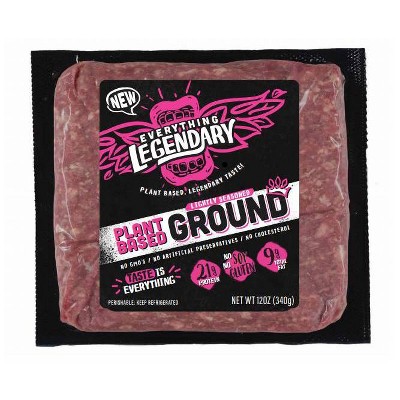 NEW
EVERYTHING
LEGENDARY
PLANT BASED, LEGENDARY TASTE!
LIGHTLY SEASONED
PLANT
BASED
GROUND
NO GMO'S / NO ARTIFICIAL PRESERVATIVES / NO CHOLESTEROL
TASTE IS
EVERYTHING
21g
PROTEIN
NO SOY
NO GLUTEN
9g
TOTAL
FAT
PERISHABLE: KEEP REFRIGERATED
NET WT 12OZ (340g)